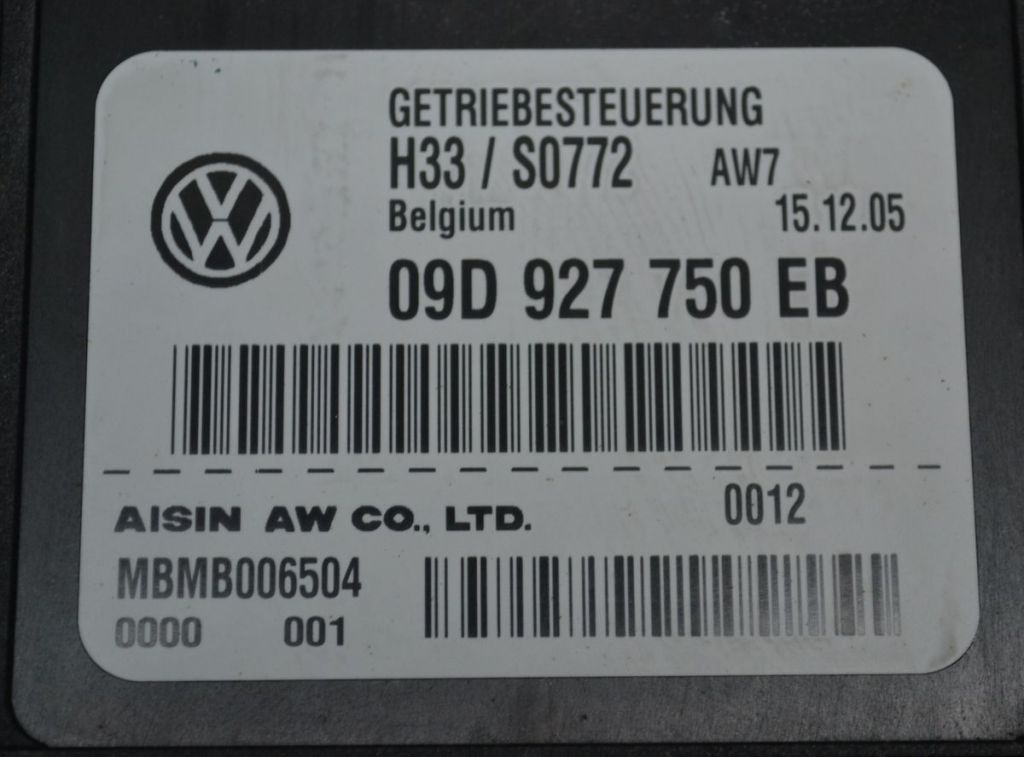 GETRIEBESTEUERUNG
H33 / S0772 AW7
Belgium 15.12.05
09D 927 750 EB
AISIN AW CO., LTD. 0012
MBMB006504
0000 001